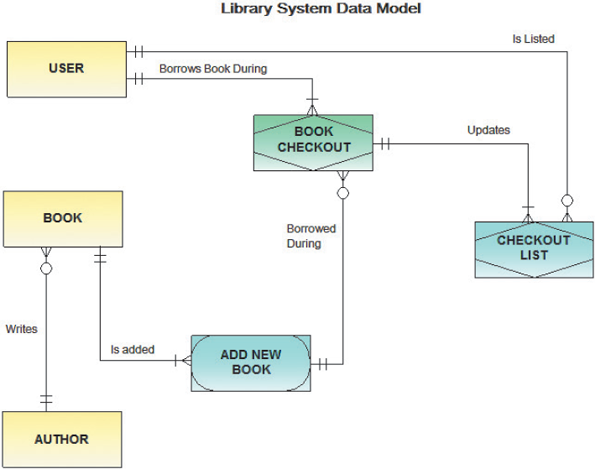 Library System Data Model
Is Listed
USER
Borrows Book During
BOOK
CHECKOUT
Updates
BOOK
Borrowed
During
CHECKOUT
LIST
Writes
Is added
ADD NEW
BOOK
AUTHOR